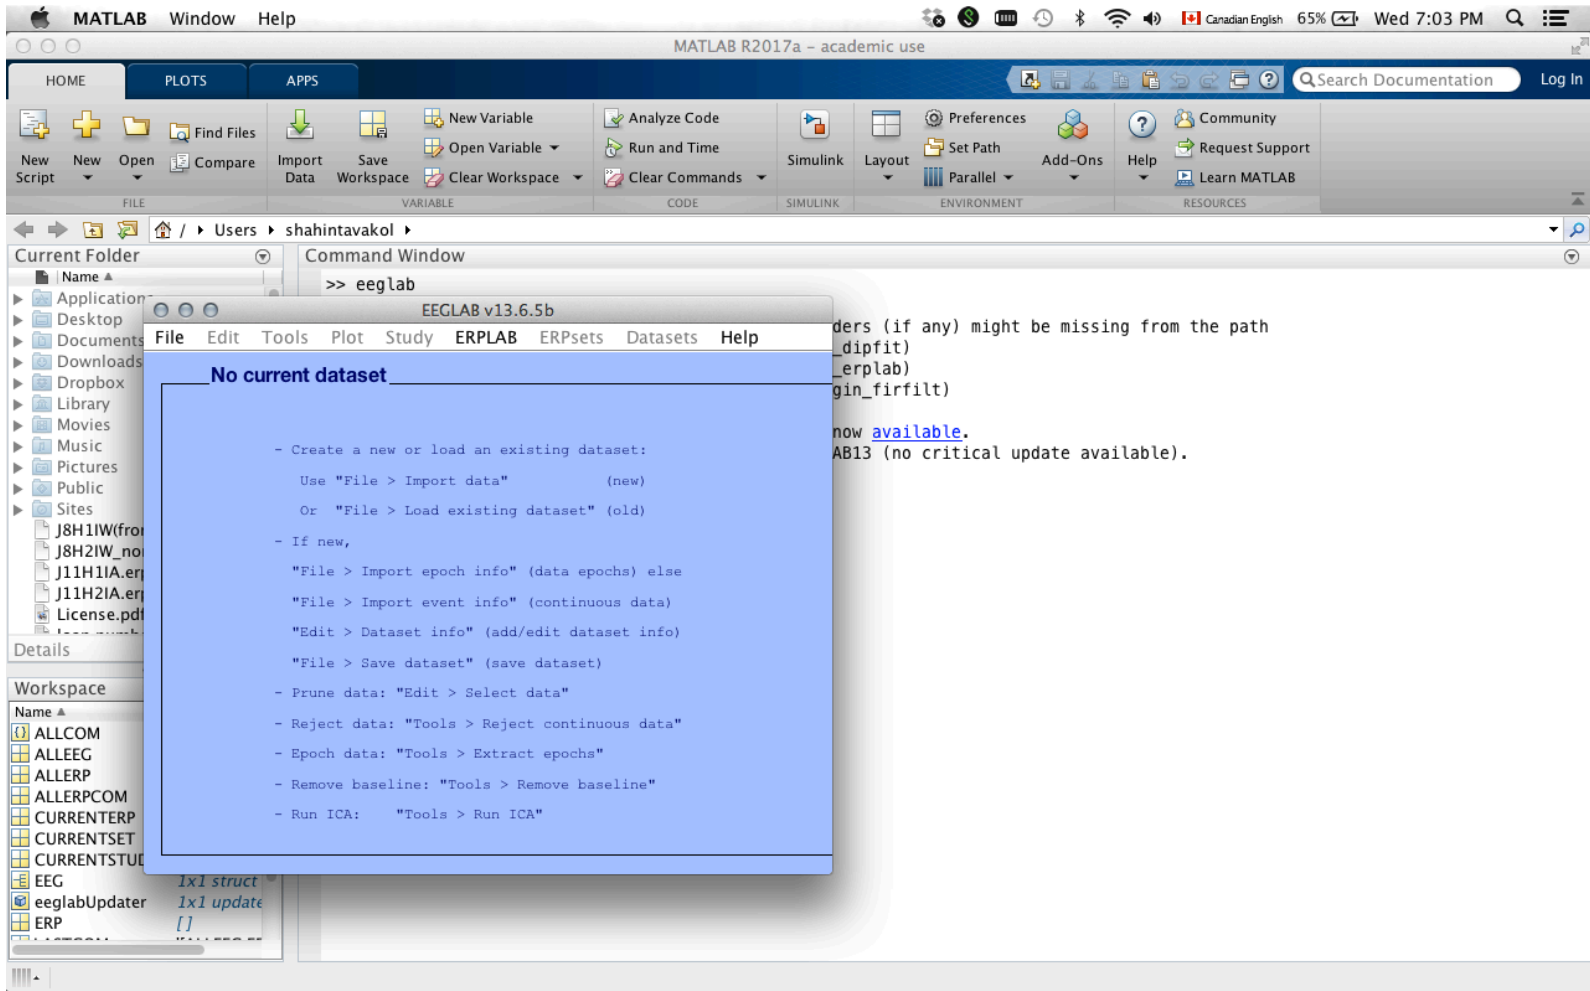 MATLAB Window Help
Canadian English 65% Wed 7:03 PM
MATLAB R2017a - academic use
HOME PLOTS APPS
Search Documentation Log In
New Script
New
Open
Find Files
Compare
FILE
Import Data
Save Workspace
New Variable
Open Variable
Clear Workspace
VARIABLE
Analyze Code
Run and Time
Clear Commands
CODE
Simulink
SIMULINK
Layout
Preferences
Set Path
Parallel
Add-Ons
ENVIRONMENT
Help
Community
Request Support
Learn MATLAB
RESOURCES
/ Users shahintavakol
Current Folder
Name
Applications
Desktop
Documents
Downloads
Dropbox
Library
Movies
Music
Pictures
Public
Sites
J8H1IW(fror
J8H2IW_nor
J11H1IA.erp
J11H2IA.erp
License.pdf
Details
Workspace
Name
ALLCOM
ALLEEG
ALLERP
ALLERPCOM
CURRENTERP
CURRENTSET
CURRENTSTUD
EEG 1x1 struct
eeglabUpdater 1x1 update
ERP []
Command Window
>> eeglab
ders (if any) might be missing from the path
_dipfit)
_erplab)
gin_firfilt)
now available.
AB13 (no critical update available).
EEGLAB v13.6.5b
File Edit Tools Plot Study ERPLAB ERPsets Datasets Help
No current dataset
- Create a new or load an existing dataset:
Use "File > Import data" (new)
Or "File > Load existing dataset" (old)
- If new,
"File > Import epoch info" (data epochs) else
"File > Import event info" (continuous data)
"Edit > Dataset info" (add/edit dataset info)
"File > Save dataset" (save dataset)
- Prune data: "Edit > Select data"
- Reject data: "Tools > Reject continuous data"
- Epoch data: "Tools > Extract epochs"
- Remove baseline: "Tools > Remove baseline"
- Run ICA: "Tools > Run ICA"